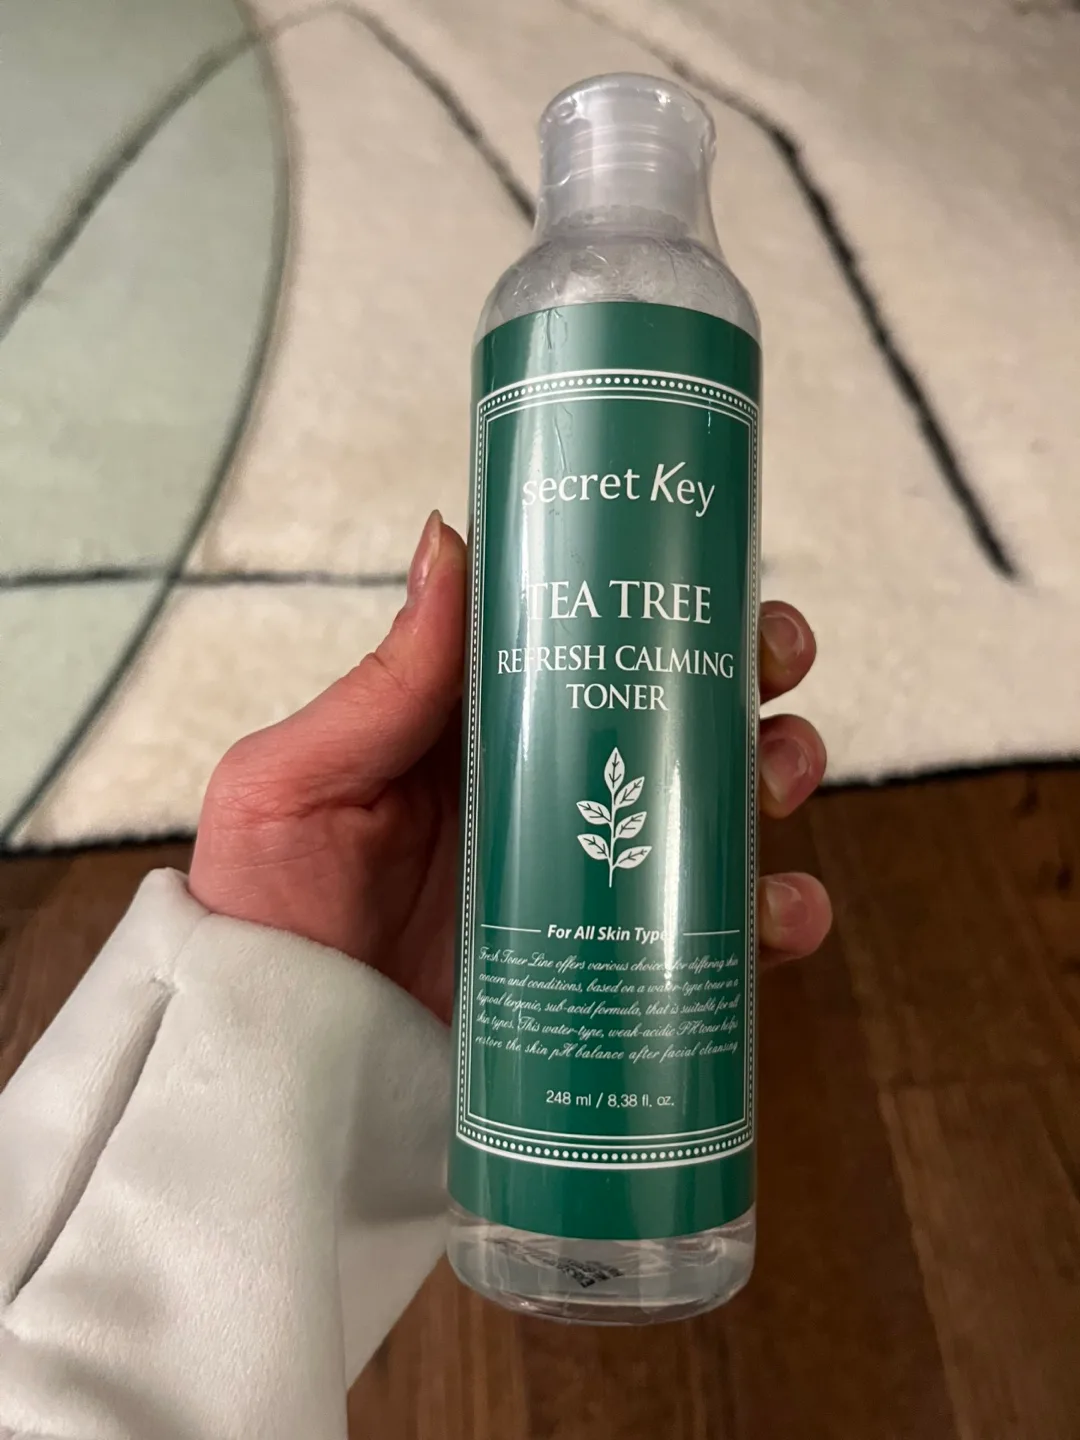 secret Key
TEA TREE
REFRESH CALMING
TONER
For All Skin Types
Fresh Toner Line offers various choices for differing skin
concern and conditions, based on a water-type toner in a
hypoal lergenic, sub-acid formula, that is suitable for all
skin types. This water-type, weak-acidic PH toner helps
restore the skin pH balance after facial cleansing
248 ml / 8.38 fl. oz.